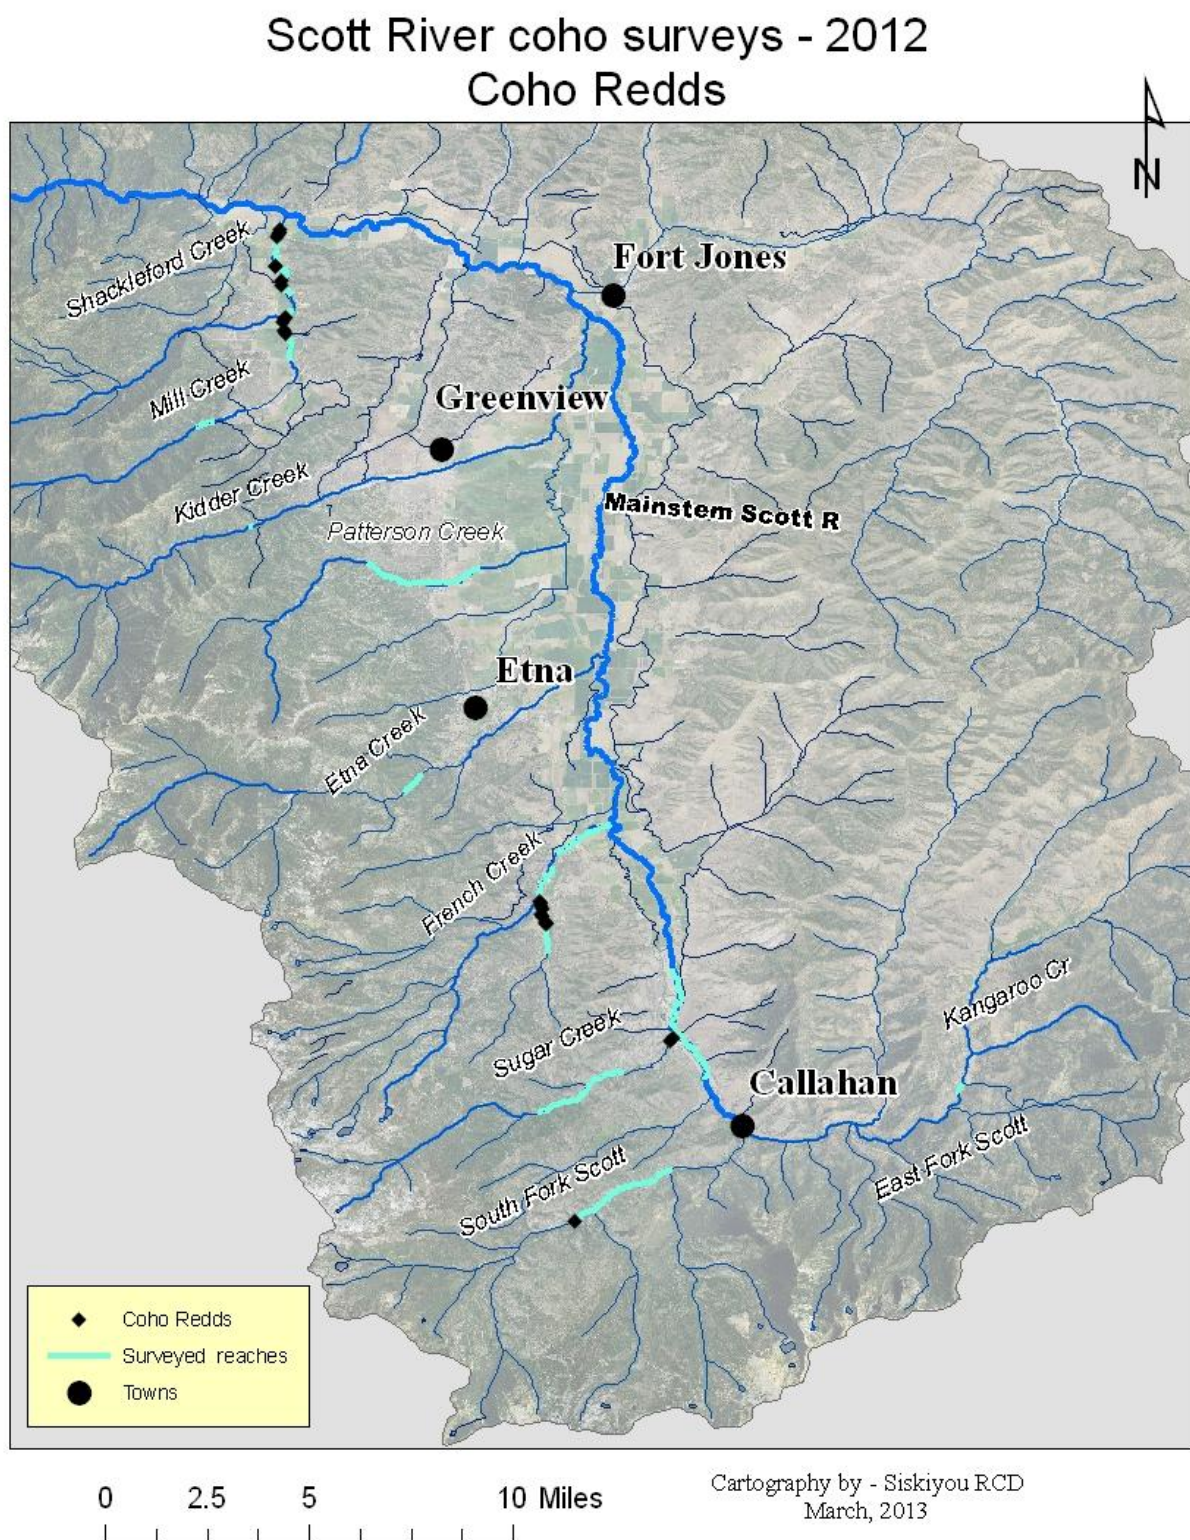 Scott River coho surveys - 2012
Coho Redds
N
Shackleford Creek
Fort Jones
Mill Creek
Greenview
Kidder Creek
Mainstem Scott R
Patterson Creek
Etna
Etna Creek
French Creek
Kangaroo Cr
Sugar Creek
Callahan
South Fork Scott
East Fork Scott
Coho Redds
Surveyed reaches
Towns
0 2.5 5 10 Miles
Cartography by - Siskiyou RCD
March, 2013